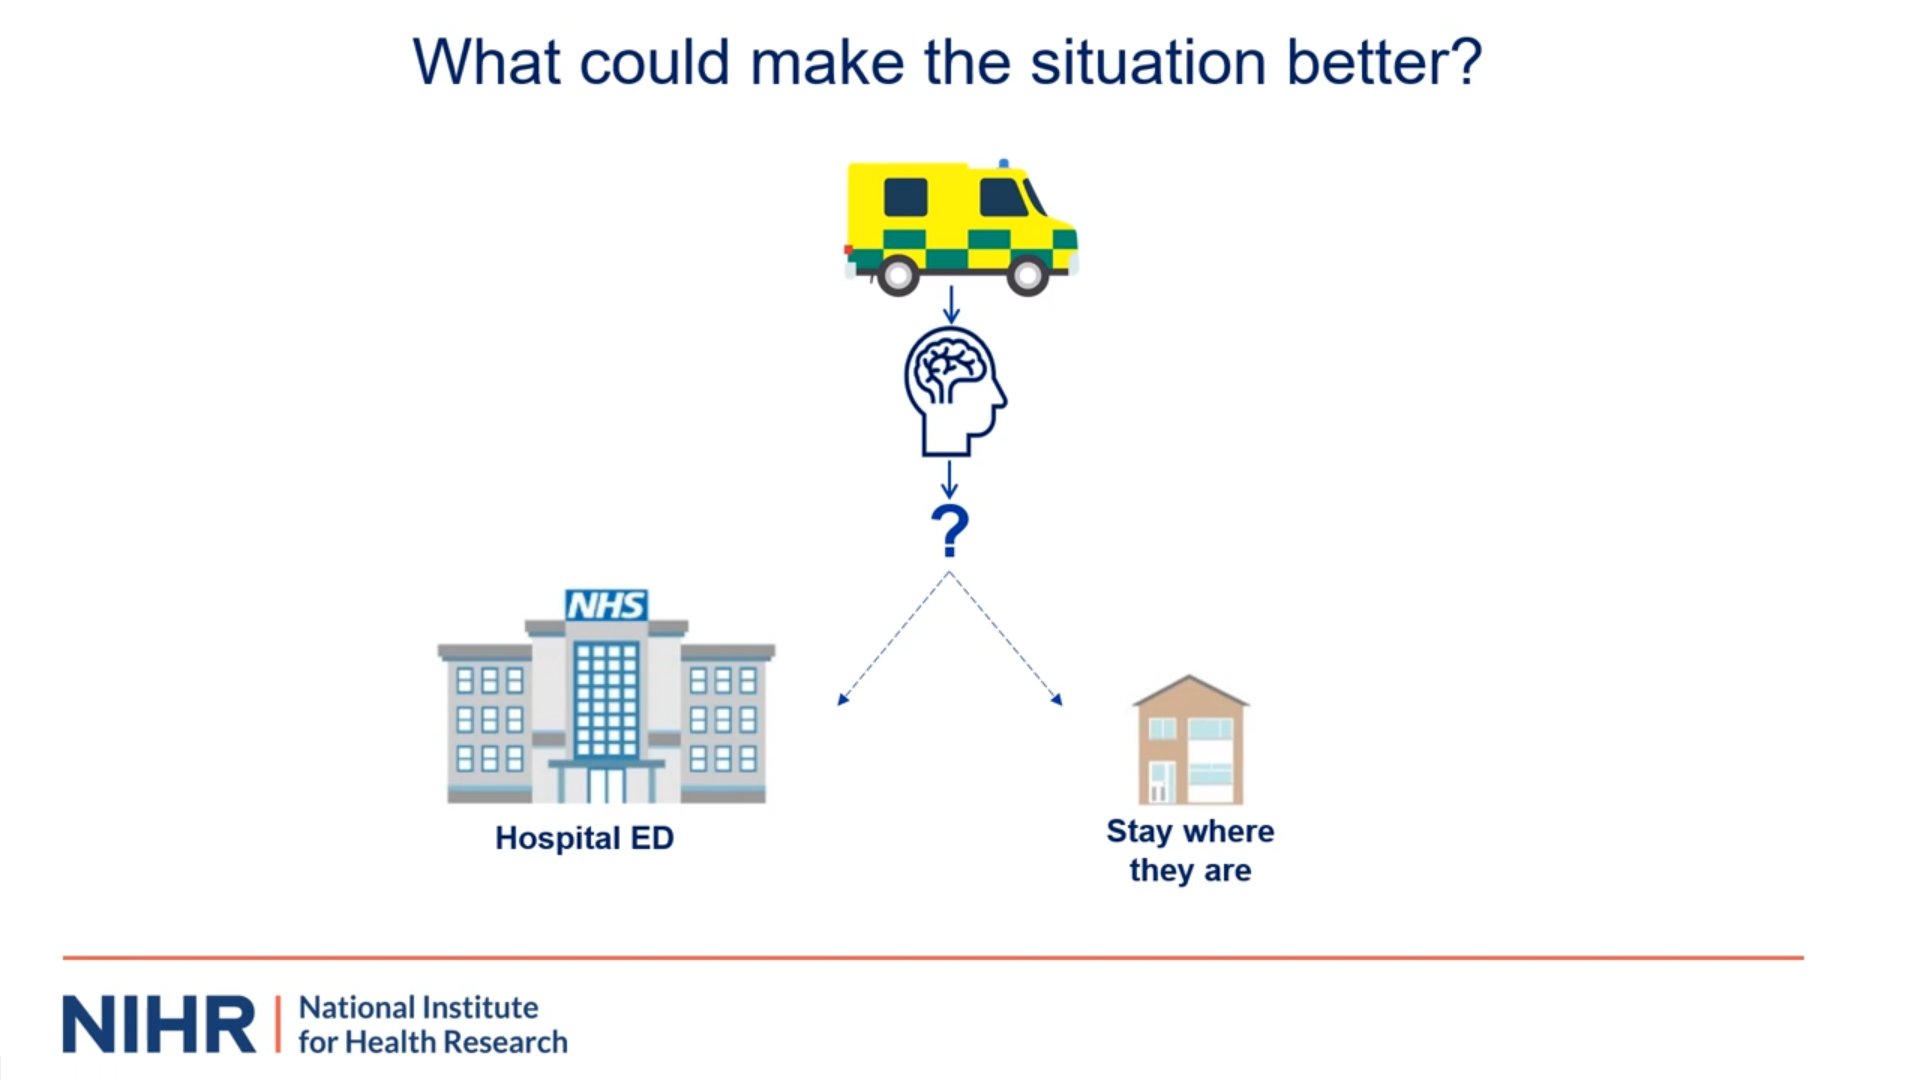 What could make the situation better?
?
NHS
Hospital ED
Stay where
they are
NIHR
National Institute
for Health Research